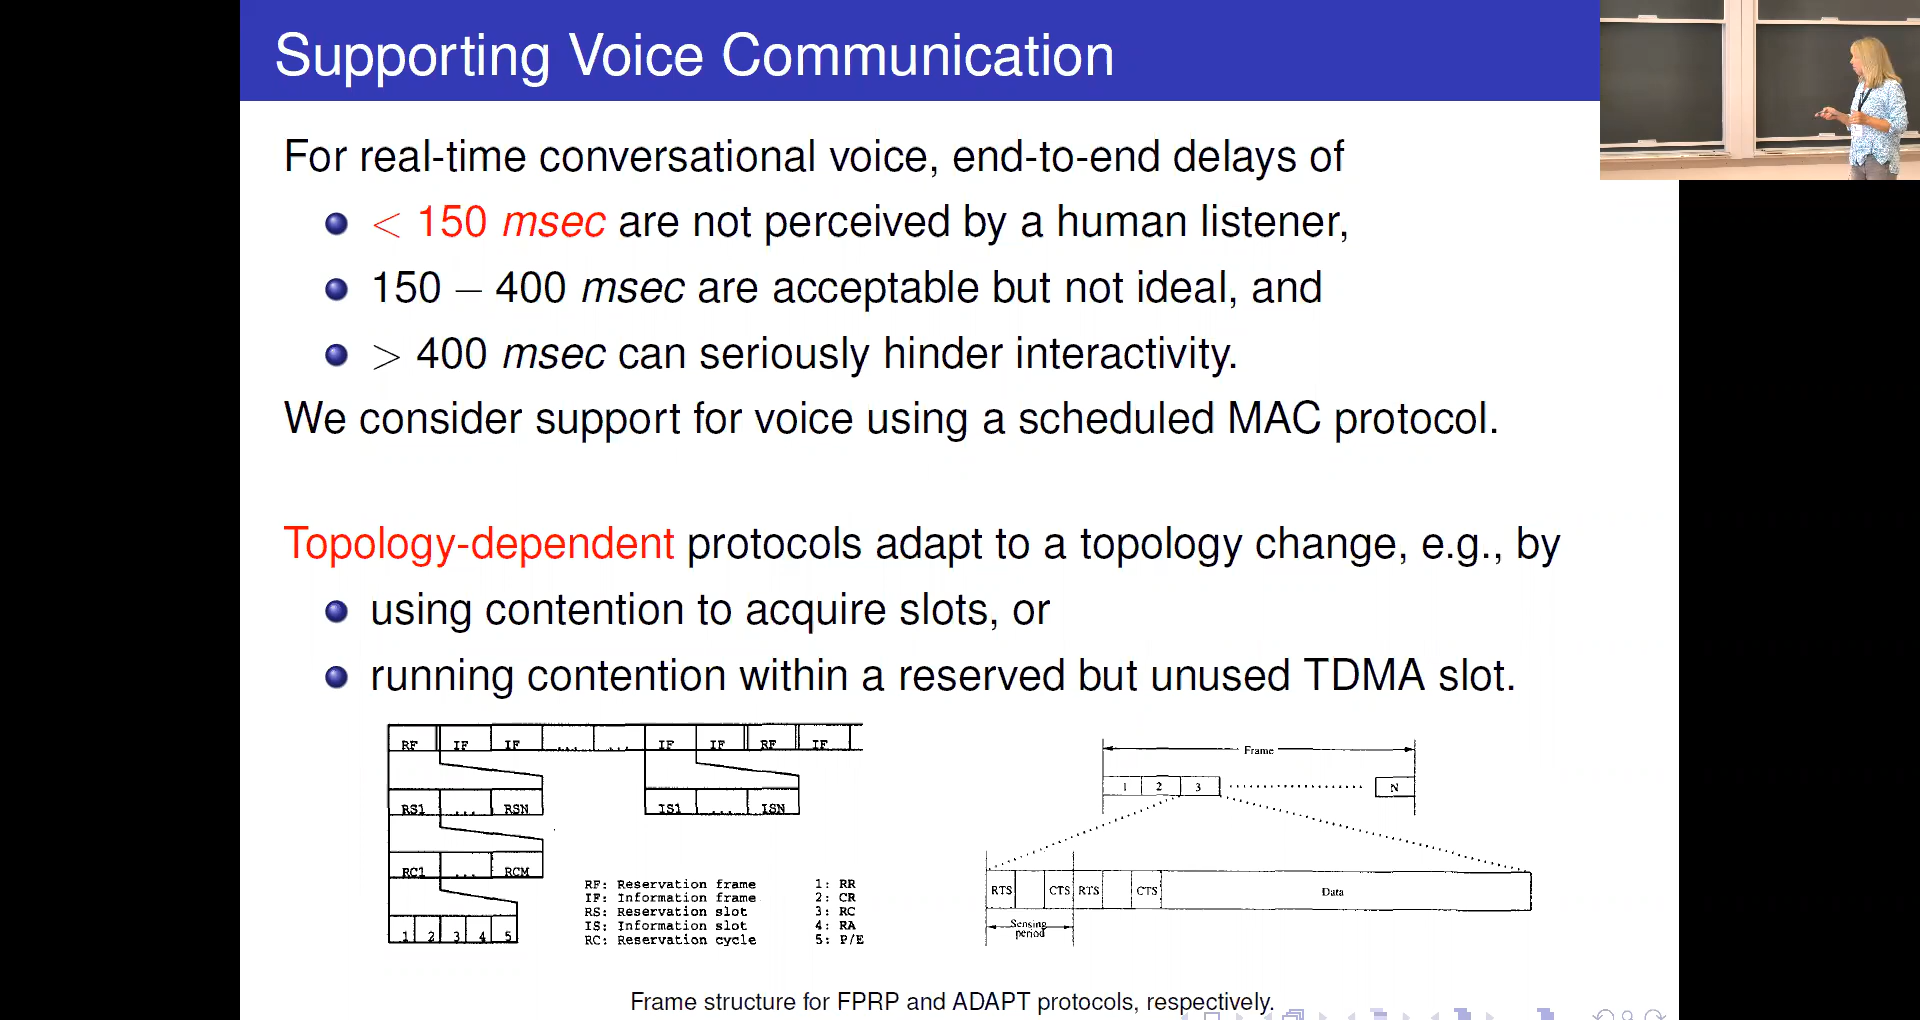 Supporting Voice Communication
For real-time conversational voice, end-to-end delays of
< 150 msec are not perceived by a human listener,
150 – 400 msec are acceptable but not ideal, and
> 400 msec can seriously hinder interactivity.
We consider support for voice using a scheduled MAC protocol.
Topology-dependent protocols adapt to a topology change, e.g., by
using contention to acquire slots, or
running contention within a reserved but unused TDMA slot.
RF IF IF ... ... IF IF RF IF
RS1 ... RSN IS1 ... ISN
RC1 ... RCM
1 2 3 4 5
RF: Reservation frame 1: RR
IF: Information frame 2: CR
RS: Reservation slot 3: RC
IS: Information slot 4: RA
RC: Reservation cycle 5: P/E
Frame
1 2 3 N
RTS CTS RTS CTS Data
Sensing
period
Frame structure for FPRP and ADAPT protocols, respectively.